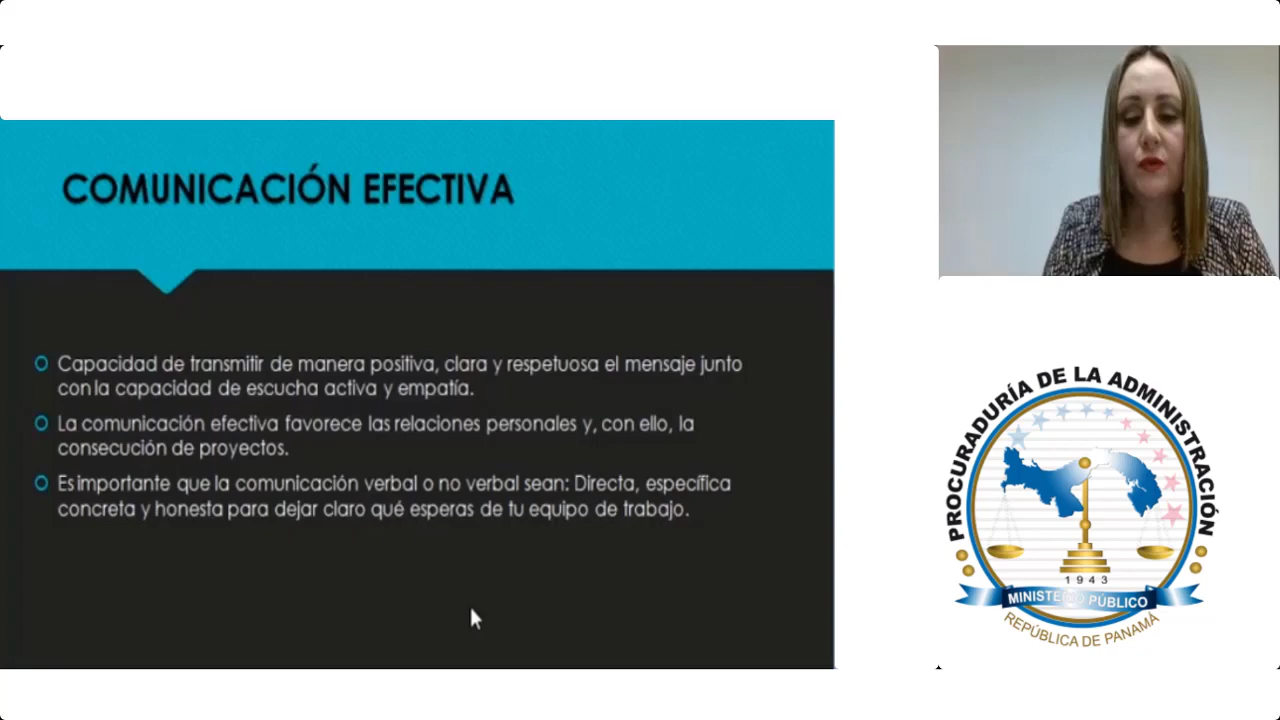 COMUNICACIÓN EFECTIVA
Capacidad de transmitir de manera positiva, clara y respetuosa el mensaje junto
con la capacidad de escucha activa y empatía.
La comunicación efectiva favorece las relaciones personales y, con ello, la
consecución de proyectos.
Es importante que la comunicación verbal o no verbal sean: Directa, específica
concreta y honesta para dejar claro qué esperas de tu equipo de trabajo.
PROCURADURÍA DE LA ADMINISTRACIÓN
1943
MINISTERIO PÚBLICO
REPÚBLICA DE PANAMÁ